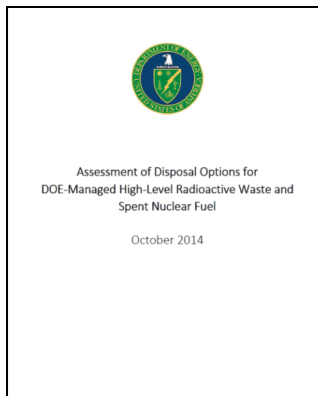 Assessment of Disposal Options for
DOE-Managed High-Level Radioactive Waste and
Spent Nuclear Fuel
October 2014